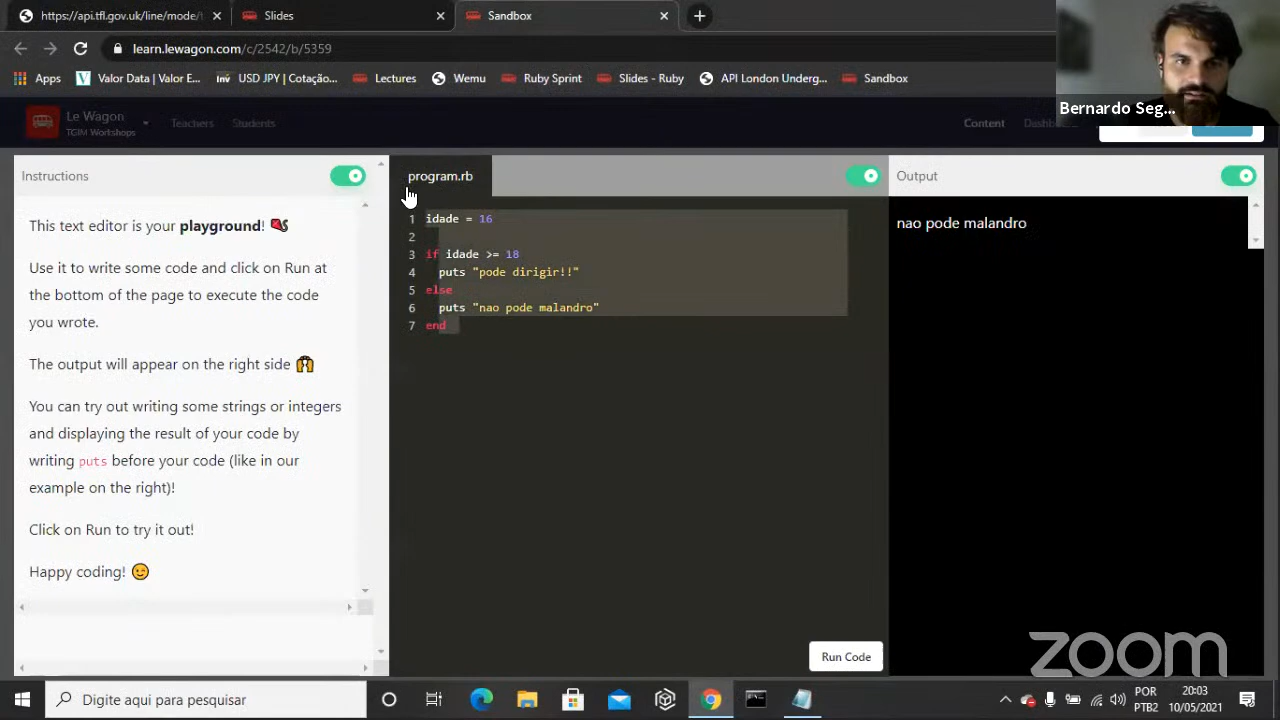 https://api.tfl.gov.uk/line/mode/t
Slides
Sandbox
learn.lewagon.com/c/2542/b/5359
Apps
Valor Data | Valor E...
USD JPY | Cotação...
Lectures
Wemu
Ruby Sprint
Slides - Ruby
API London Underg...
Sandbox
Bernardo Seg...
Le Wagon
TGIM Workshops
Teachers
Students
Content
Instructions
This text editor is your playground!
Use it to write some code and click on Run at
the bottom of the page to execute the code
you wrote.
The output will appear on the right side
You can try out writing some strings or integers
and displaying the result of your code by
writing puts before your code (like in our
example on the right)!
Click on Run to try it out!
Happy coding!
program.rb
1 idade = 16
2
3 if idade >= 18
4 puts "pode dirigir!!"
5 else
6 puts "nao pode malandro"
7 end
Run Code
Output
nao pode malandro
zoom
Digite aqui para pesquisar
POR
PTB2
20:03
10/05/2021